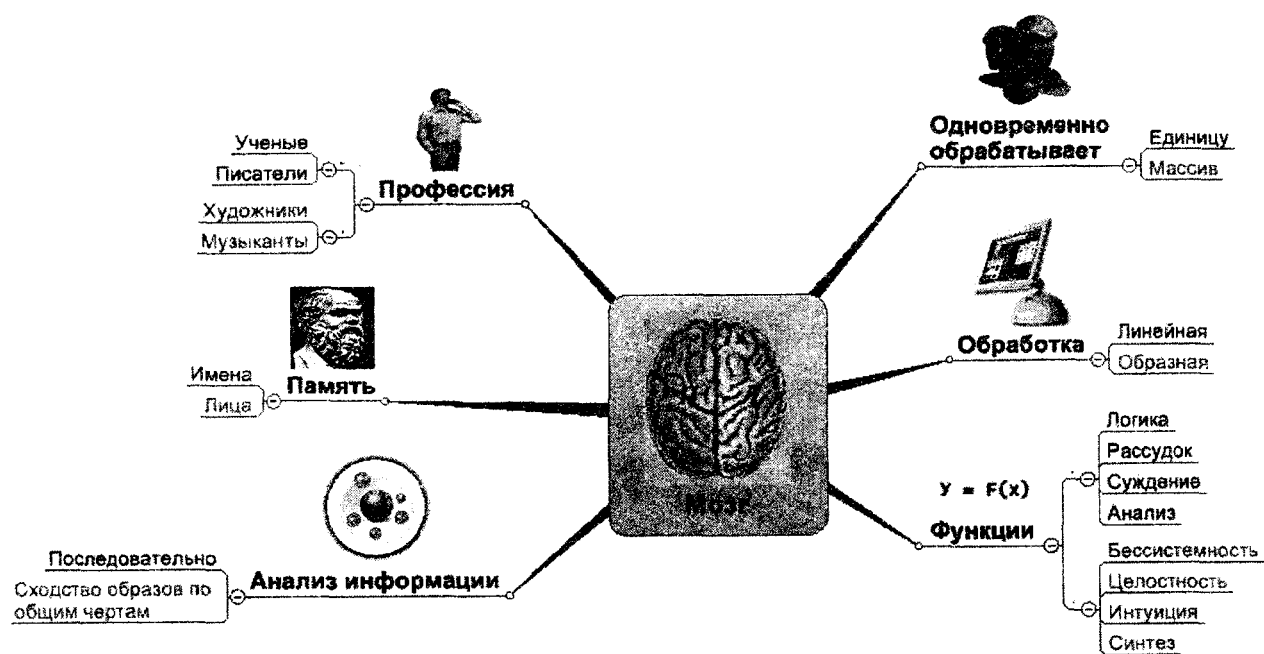 Мозг
Одновременно
обрабатывает
Единицу
Массив
Обработка
Линейная
Образная
У = F(x)
Функции
Логика
Рассудок
Суждение
Анализ
Бессистемность
Целостность
Интуиция
Синтез
Профессия
Ученые
Писатели
Художники
Музыканты
Память
Имена
Лица
Анализ информации
Последовательно
Сходство образов по
общим чертам